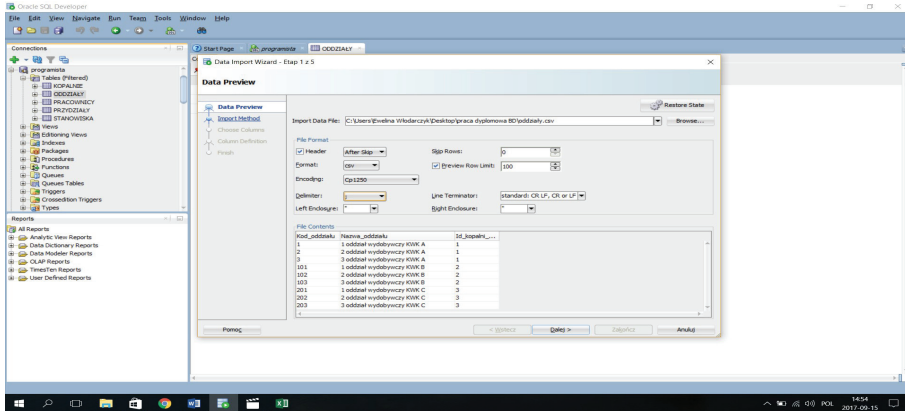 Oracle SQL Developer
File Edit View Navigate Run Team Tools Window Help
Connections
programista
Tables (Filtered)
KOPALNIE
ODDZIAŁY
PRACOWNICY
PRZYDZIAŁY
STANOWISKA
Views
Editioning Views
Indexes
Packages
Procedures
Functions
Queues
Queues Tables
Triggers
Crossedition Triggers
Types
Reports
All Reports
Analytic View Reports
Data Dictionary Reports
Data Modeler Reports
OLAP Reports
TimesTen Reports
User Defined Reports
Start Page programista ODDZIAŁY
Data Import Wizard - Etap 1 z 5
Data Preview
Data Preview
Import Method
Choose Columns
Column Definition
Finish
Restore State
Import Data File: C:\Users\Ewelina Włodarczyk\Desktop\praca dyplomowa BD\oddziały.csv Browse...
File Format
Header After Skip Skip Rows: 0
Format: csv Preview Row Limit: 100
Encoding: Cp1250
Delimiter: ; Line Terminator: standard: CR LF, CR or LF
Left Enclosure: " Right Enclosure: "
File Contents
Kod_oddziału Nazwa_oddziału Id_kopalni_...
1 1 oddział wydobywczy KWK A 1
2 2 oddział wydobywczy KWK A 1
3 3 oddział wydobywczy KWK A 1
101 1 oddział wydobywczy KWK B 2
102 2 oddział wydobywczy KWK B 2
103 3 oddział wydobywczy KWK B 2
201 1 oddział wydobywczy KWK C 3
202 2 oddział wydobywczy KWK C 3
203 3 oddział wydobywczy KWK C 3
Pomoc < Wstecz Dalej > Zakończ Anuluj
POL 14:54
2017-09-15